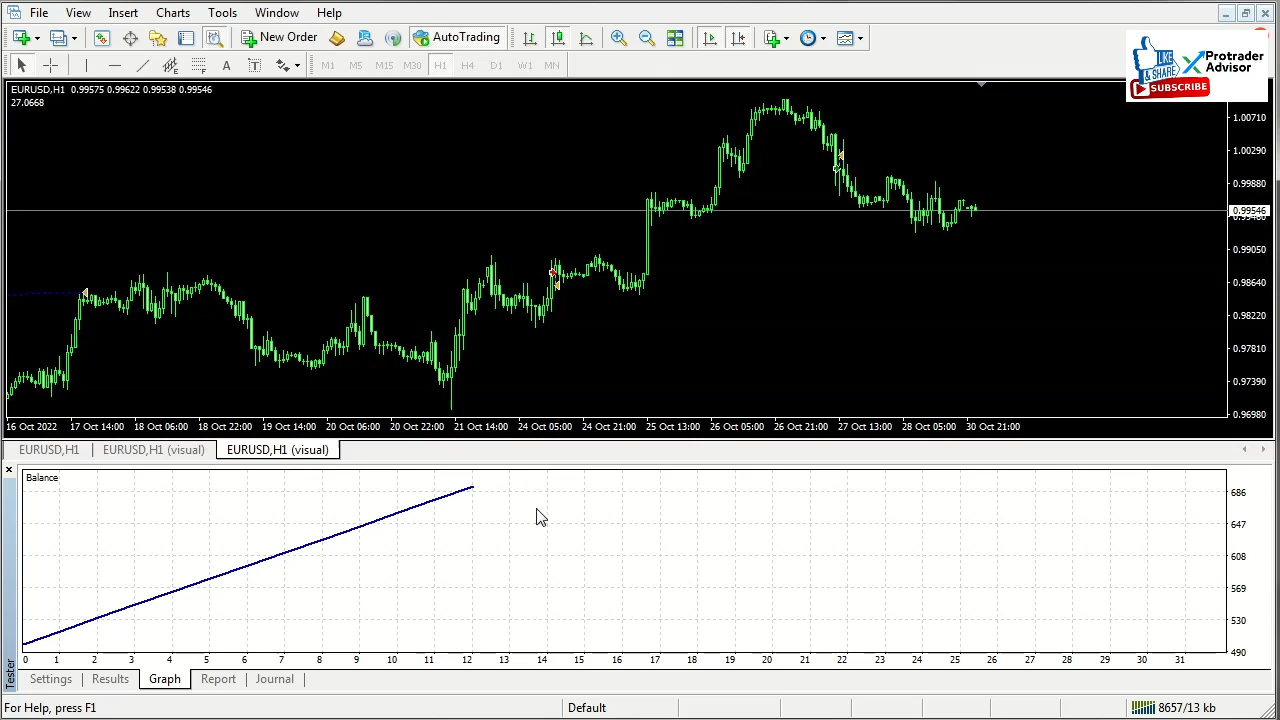 File View Insert Charts Tools Window Help
New Order AutoTrading
A T M1 M5 M15 M30 H1 H4 D1 W1 MN
LIKE & SHARE Protrader Advisor
SUBSCRIBE
EURUSD,H1 0.99575 0.99622 0.99538 0.99546
27.0668
1.00710
1.00290
0.99880
0.99546
0.99050
0.98640
0.98220
0.97810
0.97390
0.96980
16 Oct 2022 17 Oct 14:00 18 Oct 06:00 18 Oct 22:00 19 Oct 14:00 20 Oct 06:00 20 Oct 22:00 21 Oct 14:00 24 Oct 05:00 24 Oct 21:00 25 Oct 13:00 26 Oct 05:00 26 Oct 21:00 27 Oct 13:00 28 Oct 05:00 30 Oct 21:00
EURUSD,H1 EURUSD,H1 (visual) EURUSD,H1 (visual)
Balance
686
647
608
569
530
490
0 1 2 3 4 5 6 7 8 9 10 11 12 13 14 15 16 17 18 19 20 21 22 23 24 25 26 27 28 29 30 31
Tester
Settings Results Graph Report Journal
For Help, press F1 Default 8657/13 kb